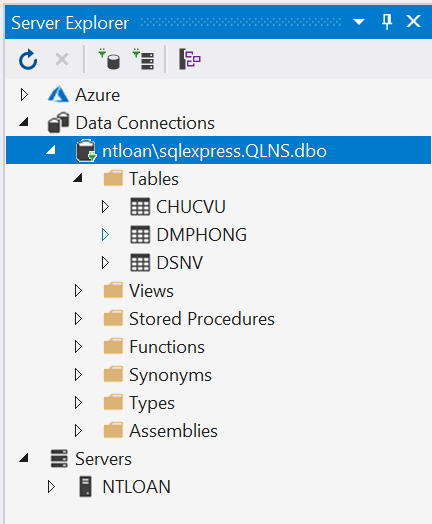 Server Explorer
Azure
Data Connections
ntloan\sqlexpress.QLNS.dbo
Tables
CHUCVU
DMPHONG
DSNV
Views
Stored Procedures
Functions
Synonyms
Types
Assemblies
Servers
NTLOAN